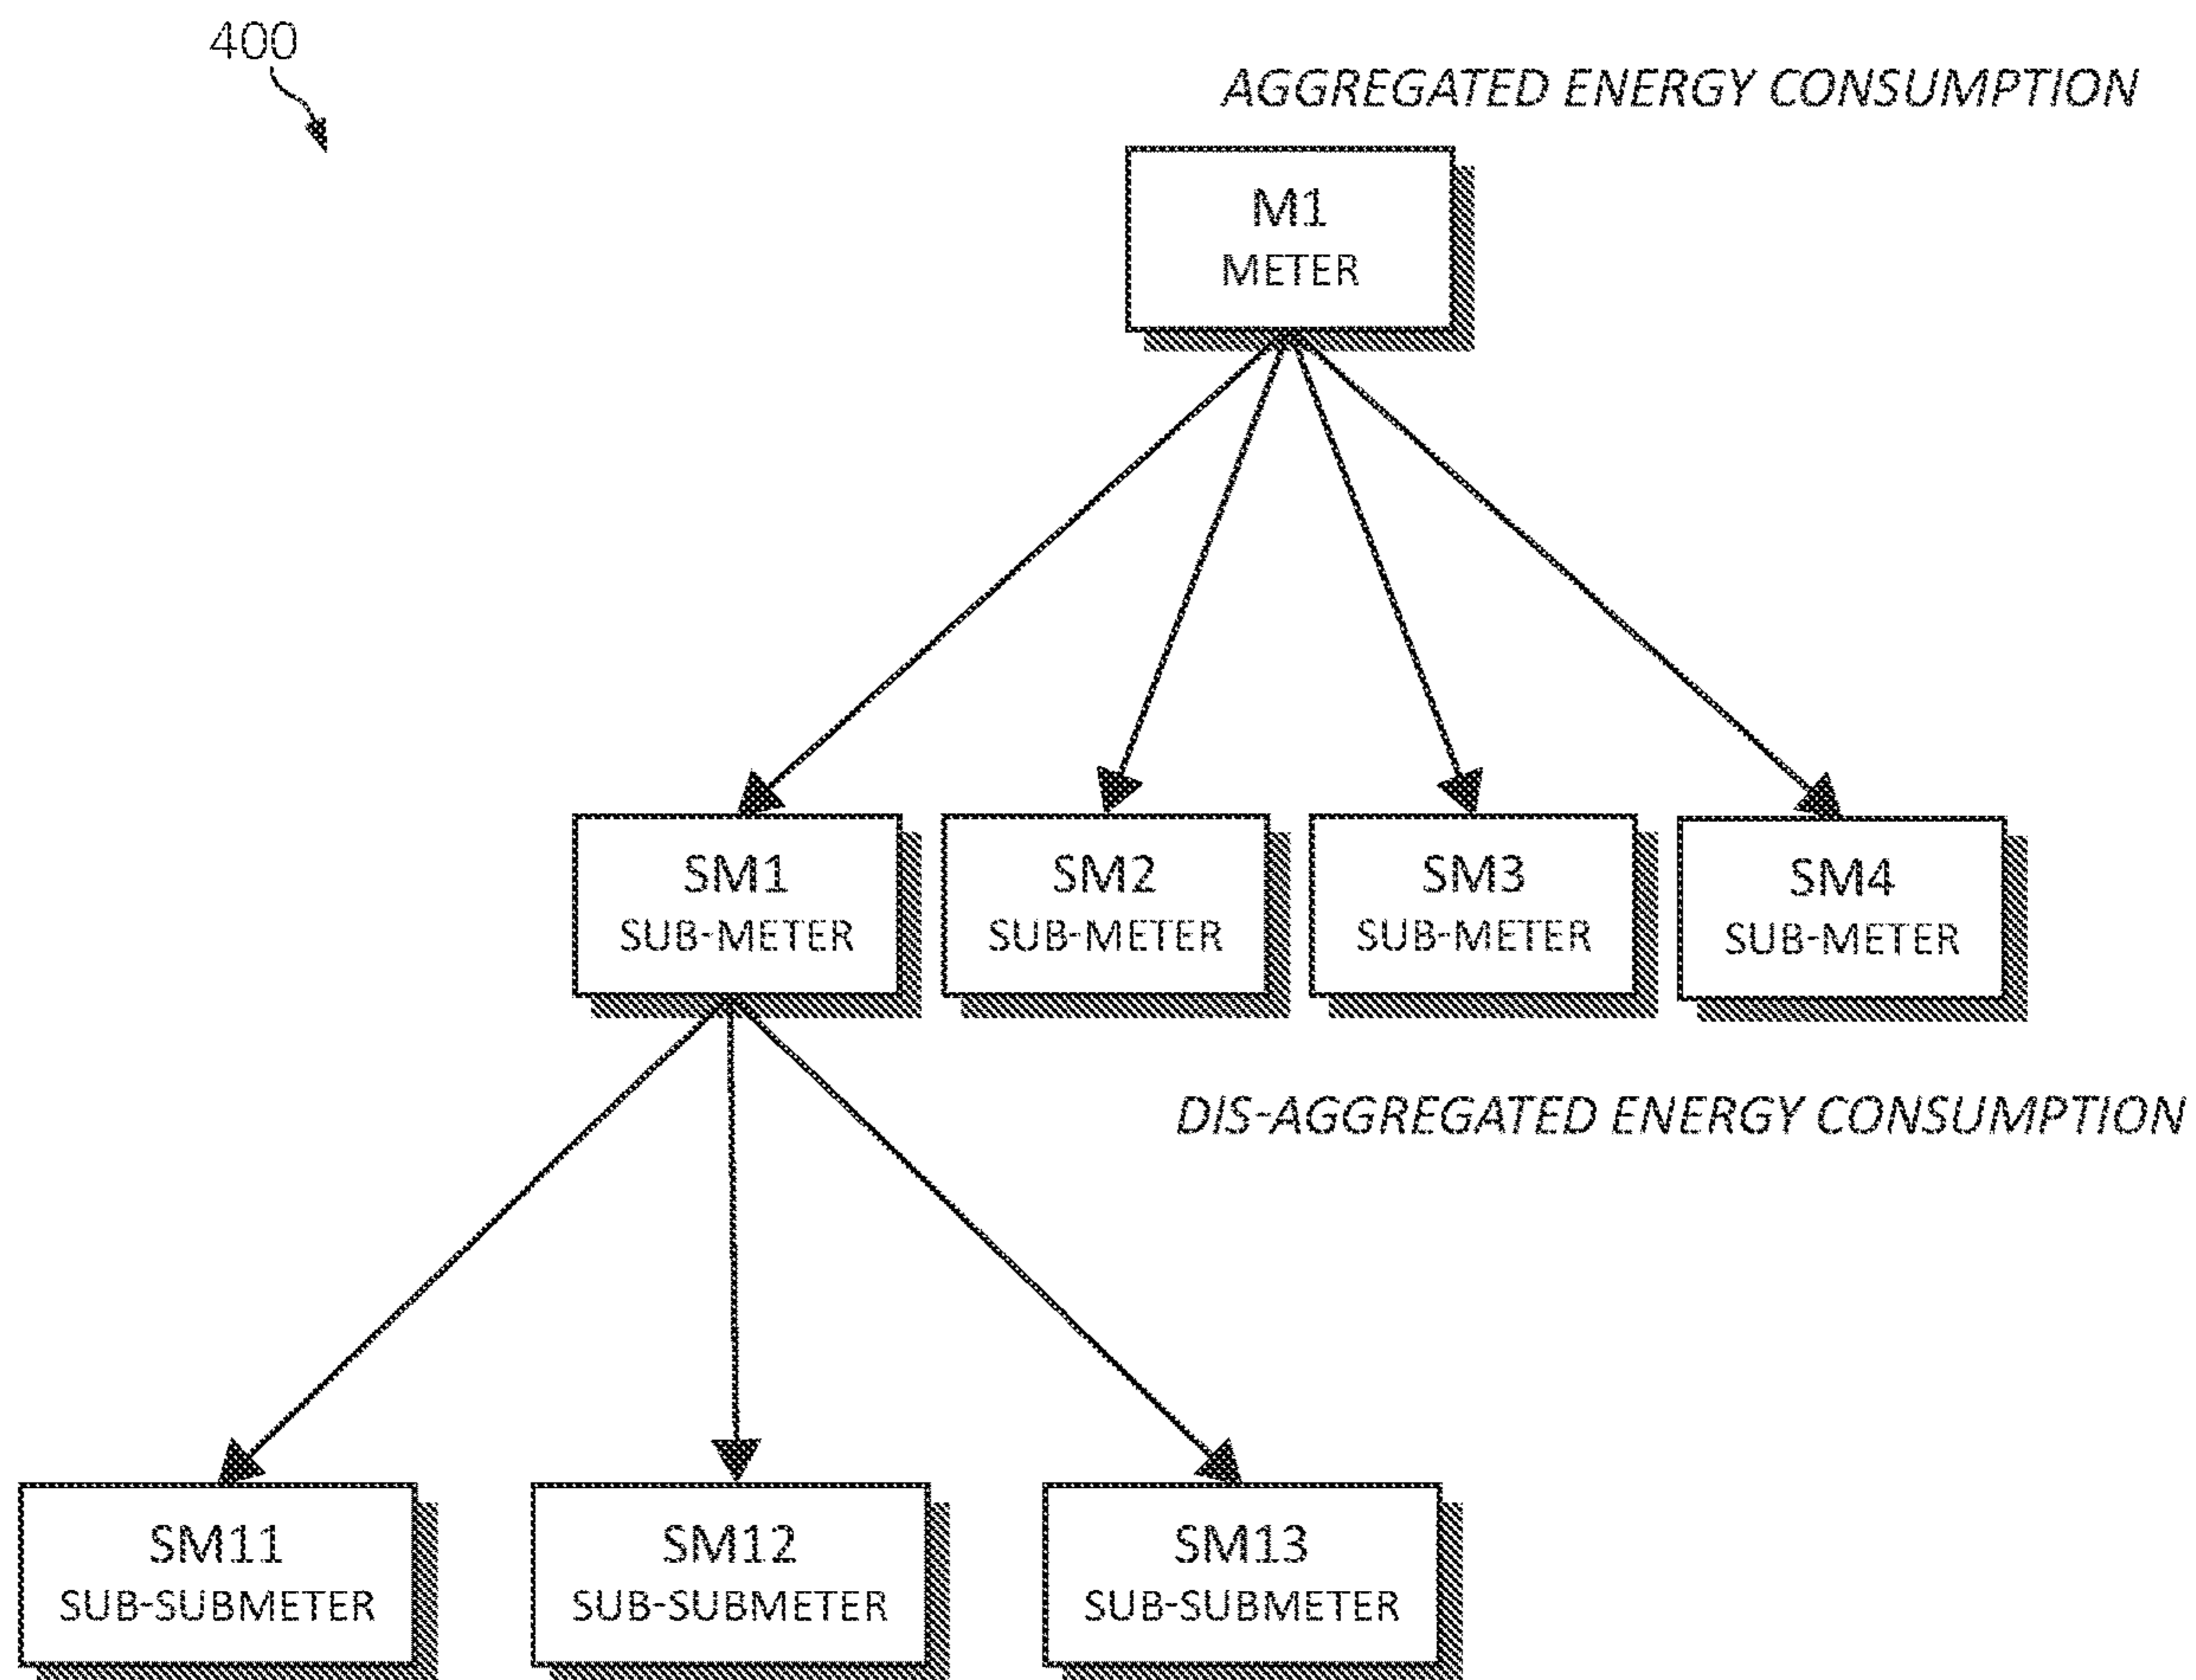 400
AGGREGATED ENERGY CONSUMPTION
M1
METER
SM1
SUB-METER
SM2
SUB-METER
SM3
SUB-METER
SM4
SUB-METER
DIS-AGGREGATED ENERGY CONSUMPTION
SM11
SUB-SUBMETER
SM12
SUB-SUBMETER
SM13
SUB-SUBMETER